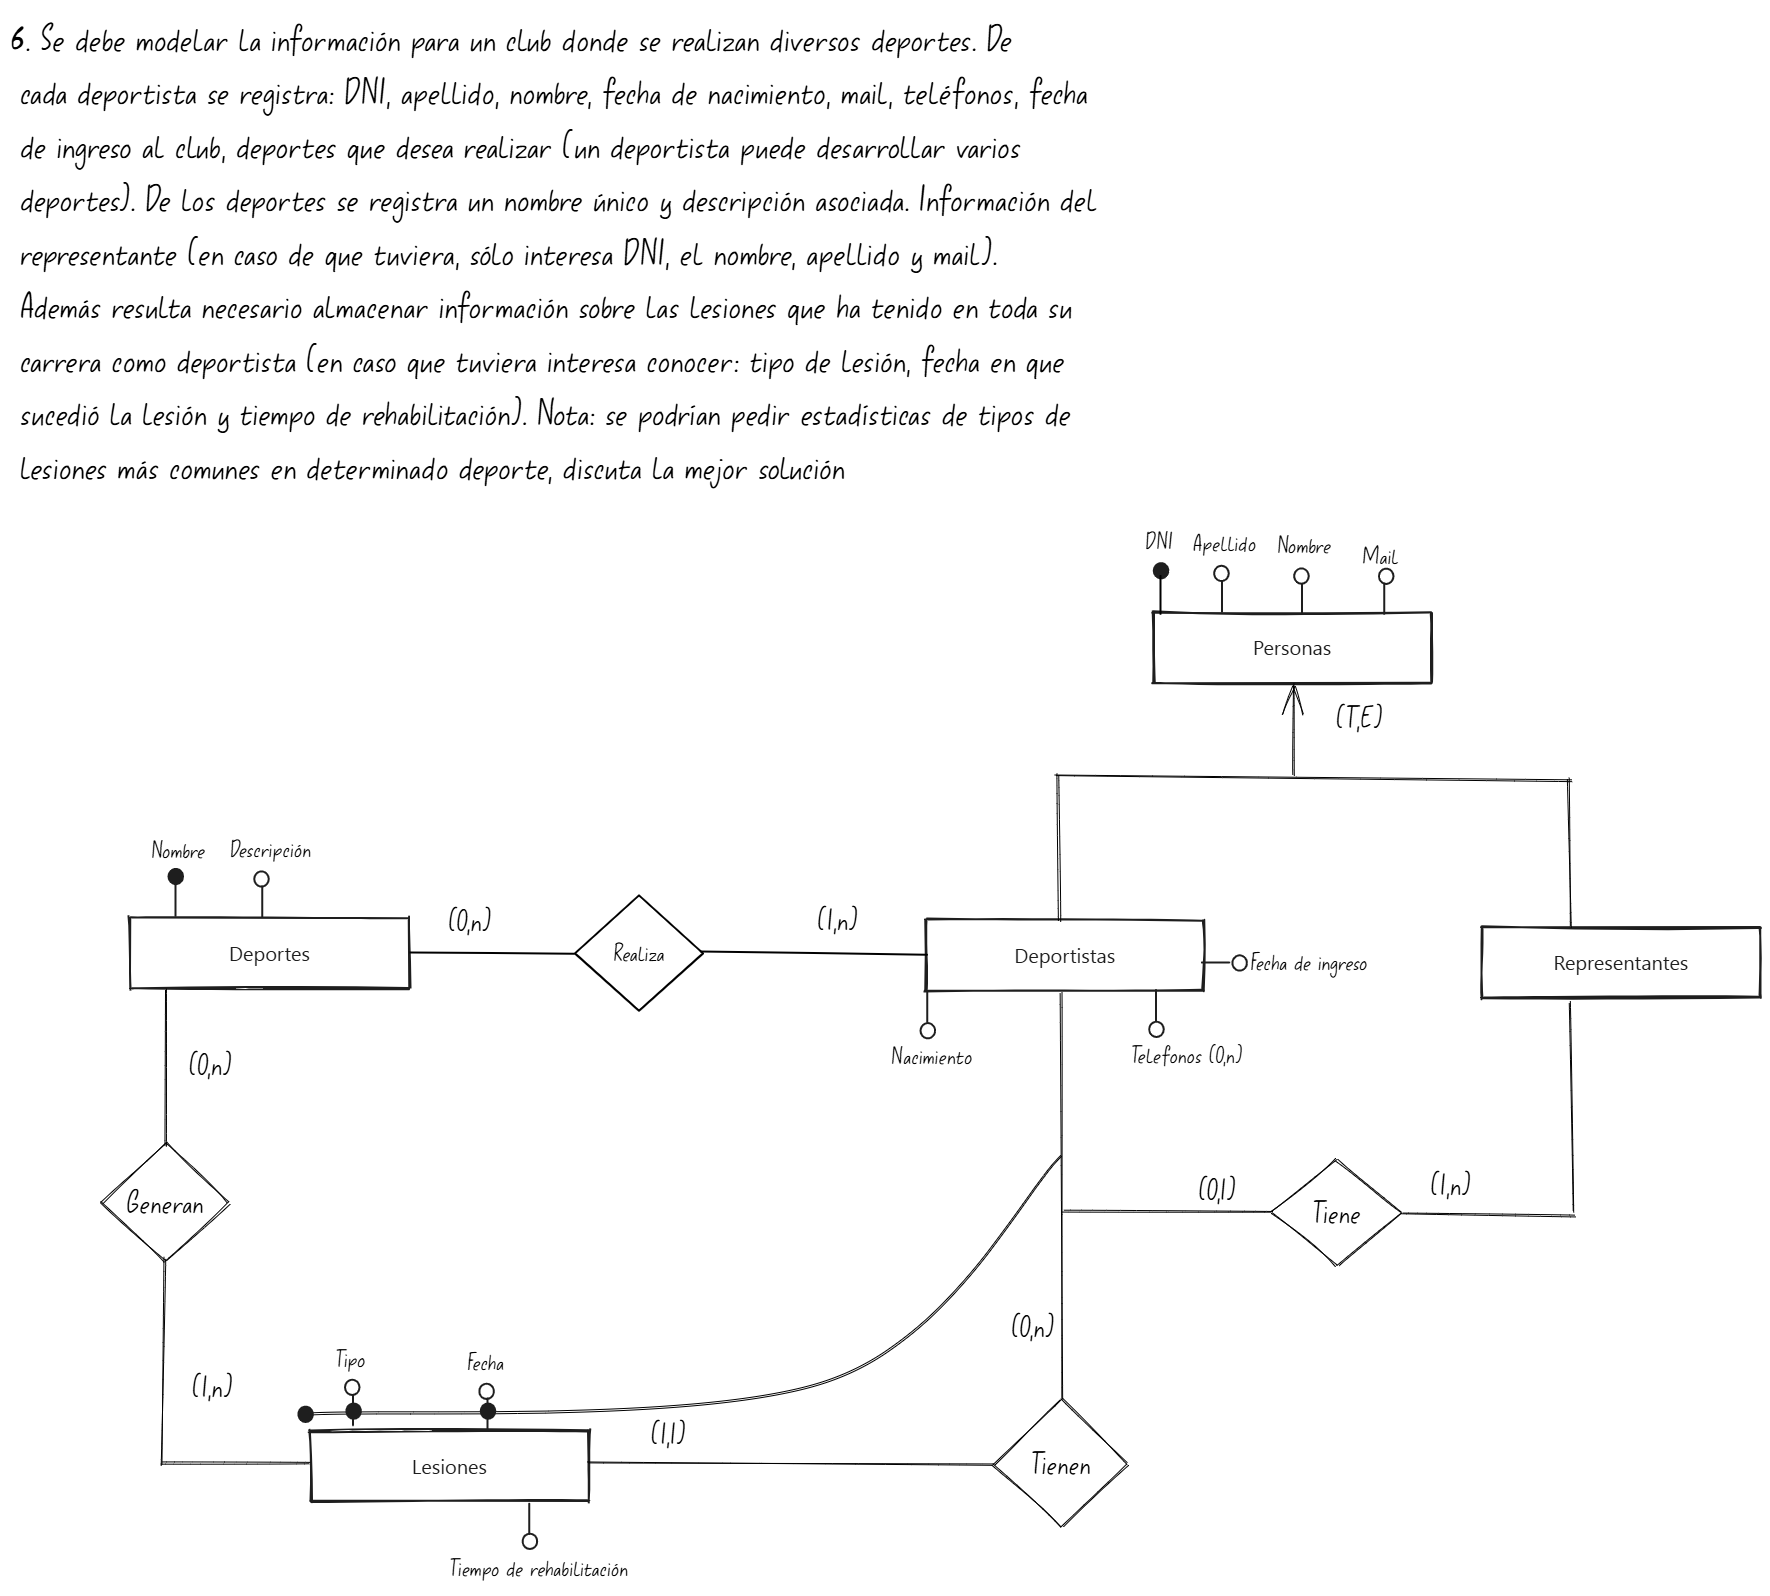 6. Se debe modelar la información para un club donde se realizan diversos deportes. De
cada deportista se registra: DNI, apellido, nombre, fecha de nacimiento, mail, teléfonos, fecha
de ingreso al club, deportes que desea realizar (un deportista puede desarrollar varios
deportes). De los deportes se registra un nombre único y descripción asociada. Información del
representante (en caso de que tuviera, sólo interesa DNI, el nombre, apellido y mail).
Además resulta necesario almacenar información sobre las lesiones que ha tenido en toda su
carrera como deportista (en caso que tuviera interesa conocer: tipo de lesión, fecha en que
sucedió la lesión y tiempo de rehabilitación). Nota: se podrían pedir estadísticas de tipos de
lesiones más comunes en determinado deporte, discuta la mejor solución
DNI Apellido Nombre Mail
Personas
(T,E)
Nombre Descripción
(0,n) (1,n)
Deportes Realiza Deportistas Fecha de ingreso Representantes
Nacimiento Telefonos (0,n)
(0,n)
Generan
(0,1) (1,n)
Tiene
(0,n)
Tipo Fecha
(1,n)
(1,1)
Lesiones Tienen
Tiempo de rehabilitación